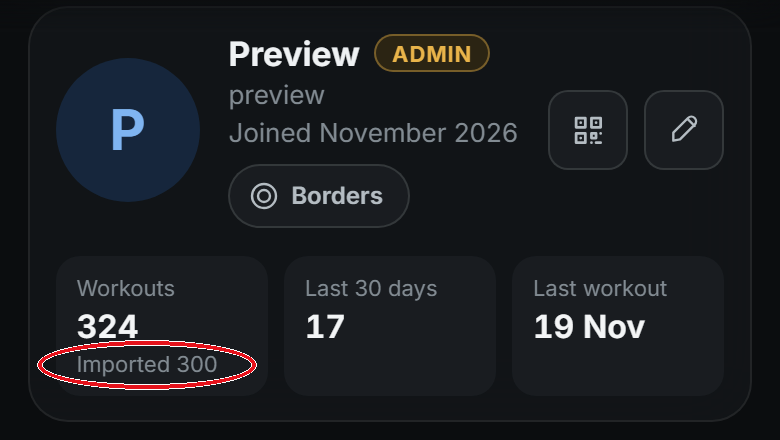 P
Preview ADMIN
preview
Joined November 2026
Borders
Workouts
324
Imported 300
Last 30 days
17
Last workout
19 Nov